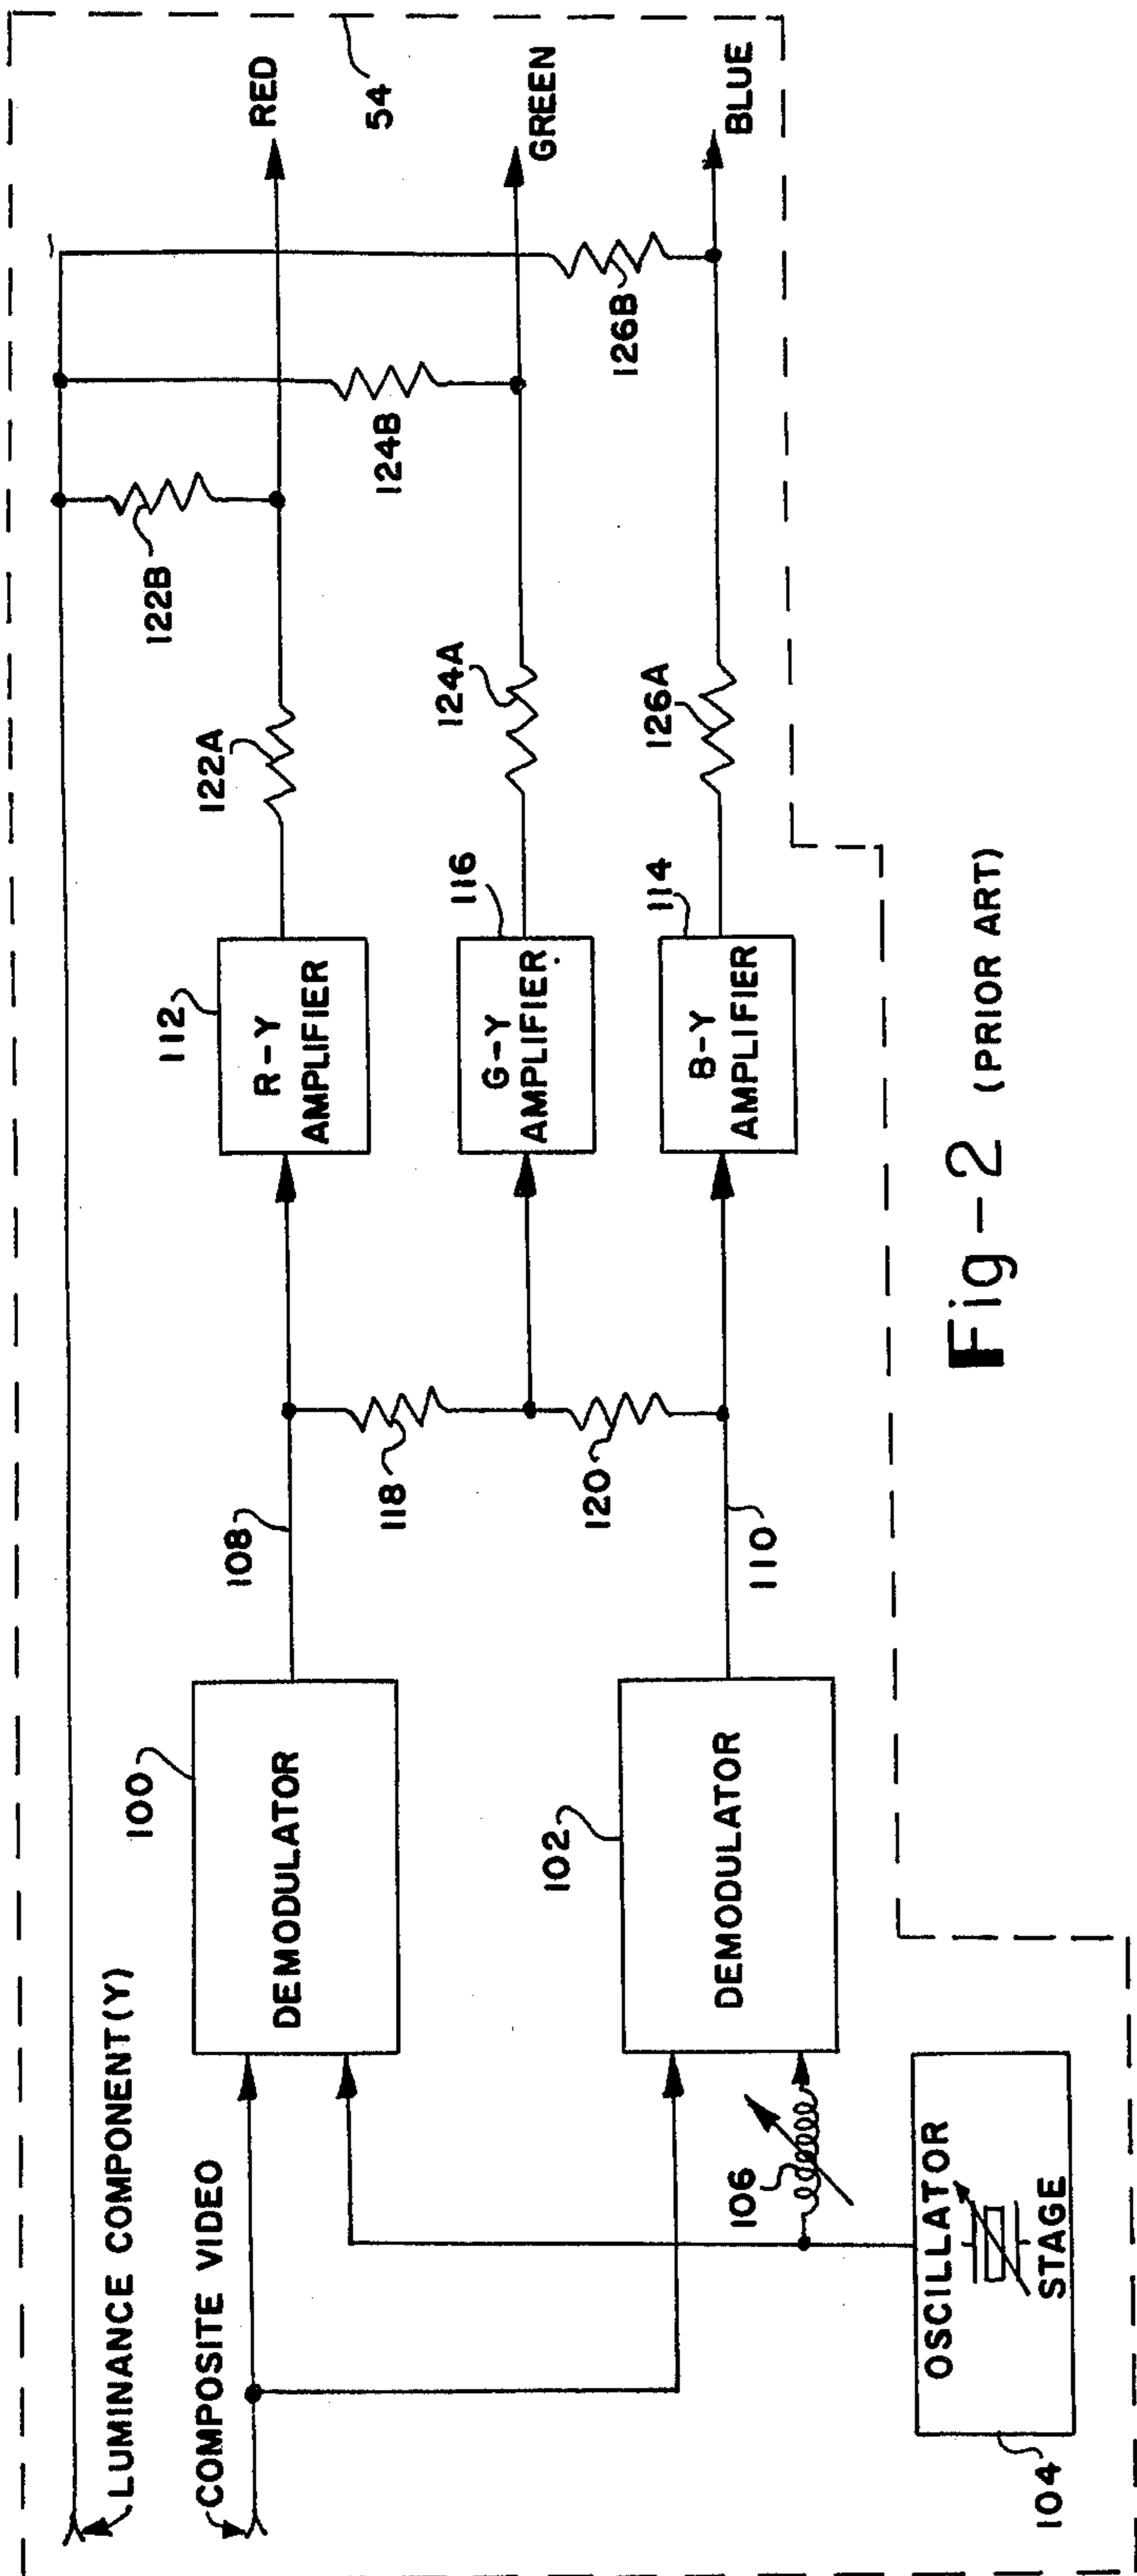 LUMINANCE COMPONENT(Y)
COMPOSITE VIDEO
100
DEMODULATOR
102
DEMODULATOR
104
OSCILLATOR
STAGE
106
108
110
118
120
112
R-Y
AMPLIFIER
116
G-Y
AMPLIFIER
114
B-Y
AMPLIFIER
122A
122B
124A
124B
126A
126B
RED
GREEN
BLUE
54
Fig-2 (PRIOR ART)